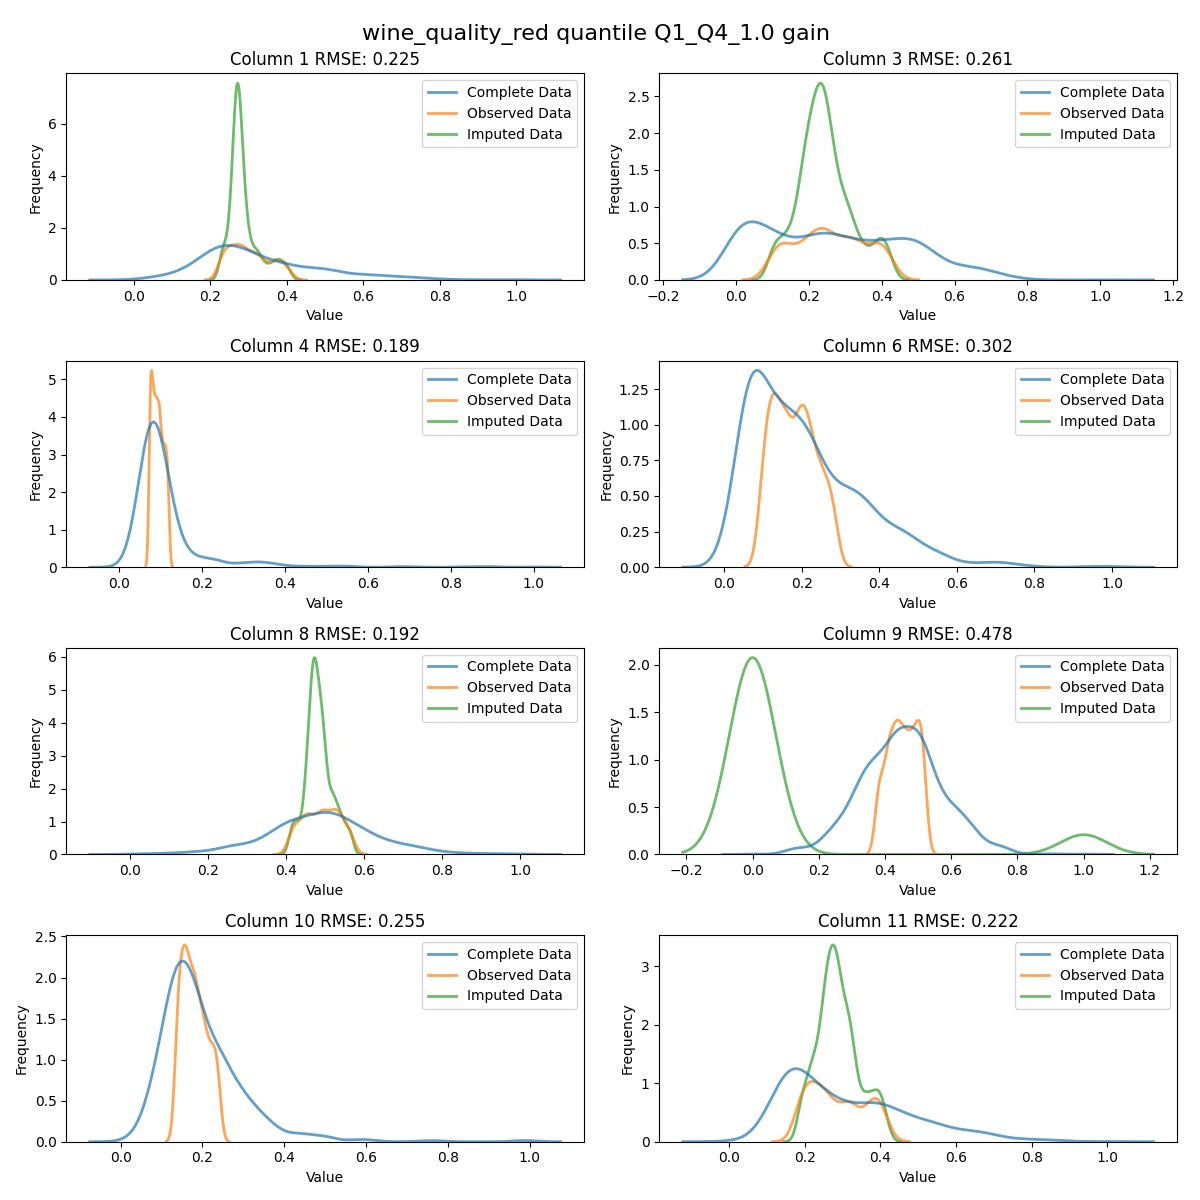 wine_quality_red quantile Q1_Q4_1.0 gain
Column 1 RMSE: 0.225
Frequency
6
4
2
0
0.0 0.2 0.4 0.6 0.8 1.0
Value
Complete Data
Observed Data
Imputed Data
Column 3 RMSE: 0.261
Frequency
2.5
2.0
1.5
1.0
0.5
0.0
−0.2 0.0 0.2 0.4 0.6 0.8 1.0 1.2
Value
Complete Data
Observed Data
Imputed Data
Column 4 RMSE: 0.189
Frequency
5
4
3
2
1
0
0.0 0.2 0.4 0.6 0.8 1.0
Value
Complete Data
Observed Data
Imputed Data
Column 6 RMSE: 0.302
Frequency
1.25
1.00
0.75
0.50
0.25
0.00
0.0 0.2 0.4 0.6 0.8 1.0
Value
Complete Data
Observed Data
Imputed Data
Column 8 RMSE: 0.192
Frequency
6
5
4
3
2
1
0
0.0 0.2 0.4 0.6 0.8 1.0
Value
Complete Data
Observed Data
Imputed Data
Column 9 RMSE: 0.478
Frequency
2.0
1.5
1.0
0.5
0.0
−0.2 0.0 0.2 0.4 0.6 0.8 1.0 1.2
Value
Complete Data
Observed Data
Imputed Data
Column 10 RMSE: 0.255
Frequency
2.5
2.0
1.5
1.0
0.5
0.0
0.0 0.2 0.4 0.6 0.8 1.0
Value
Complete Data
Observed Data
Imputed Data
Column 11 RMSE: 0.222
Frequency
3
2
1
0
0.0 0.2 0.4 0.6 0.8 1.0
Value
Complete Data
Observed Data
Imputed Data